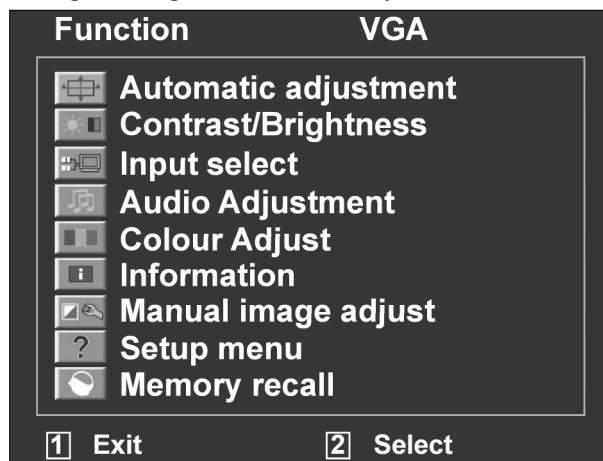 Function VGA
Automatic adjustment
Contrast/Brightness
Input select
Audio Adjustment
Colour Adjust
Information
Manual image adjust
Setup menu
Memory recall
1 Exit 2 Select